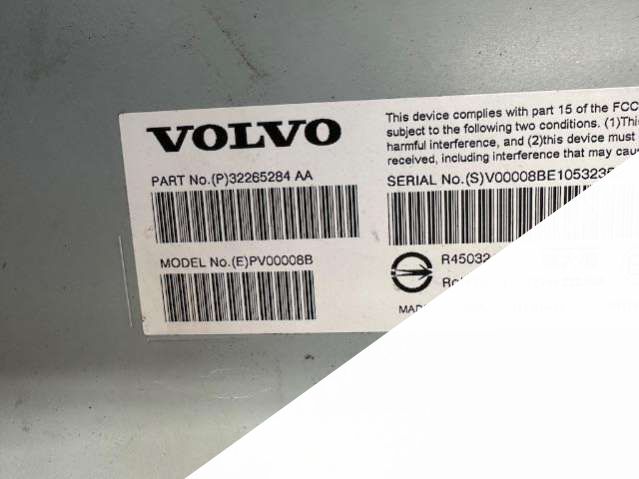 VOLVO
PART No.(P)32265284 AA
MODEL No.(E)PV00008B
This device complies with part 15 of the FCC
subject to the following two conditions. (1)This
harmful interference, and (2)this device must
received, including interference that may
SERIAL No.(S)V00008BE105323
R45032